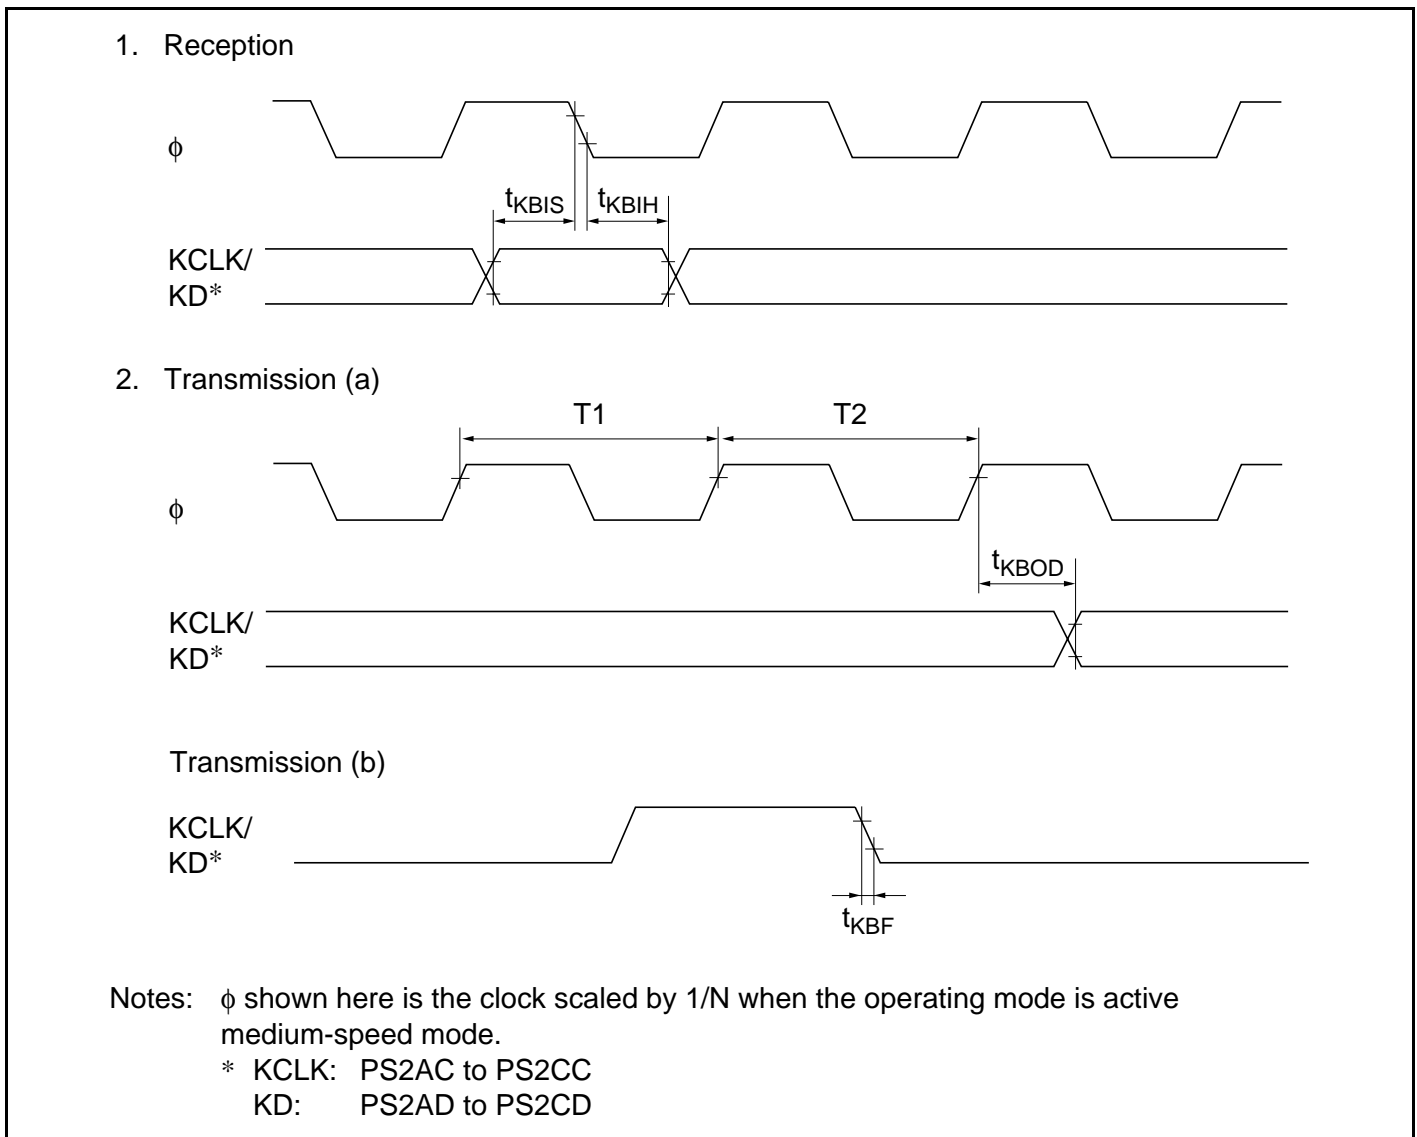 1. Reception
ϕ
tKBIS tKBIH
KCLK/
KD*
2. Transmission (a)
T1 T2
ϕ
tKBOD
KCLK/
KD*
Transmission (b)
KCLK/
KD*
tKBF
Notes: ϕ shown here is the clock scaled by 1/N when the operating mode is active
medium-speed mode.
* KCLK: PS2AC to PS2CC
KD: PS2AD to PS2CD